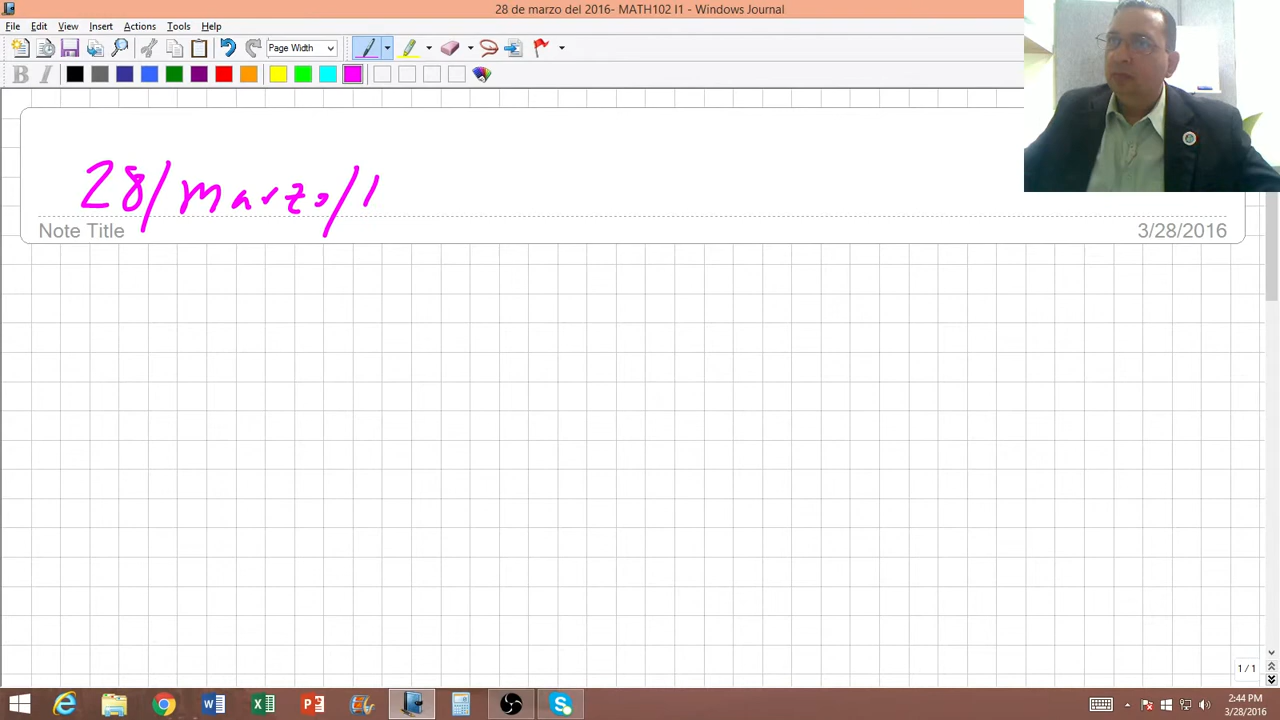 28 de marzo del 2016- MATH102 I1 - Windows Journal
File Edit View Insert Actions Tools Help
Page Width
B I
28/marzo/1
Note Title
3/28/2016
1 / 1
2:44 PM
3/28/2016